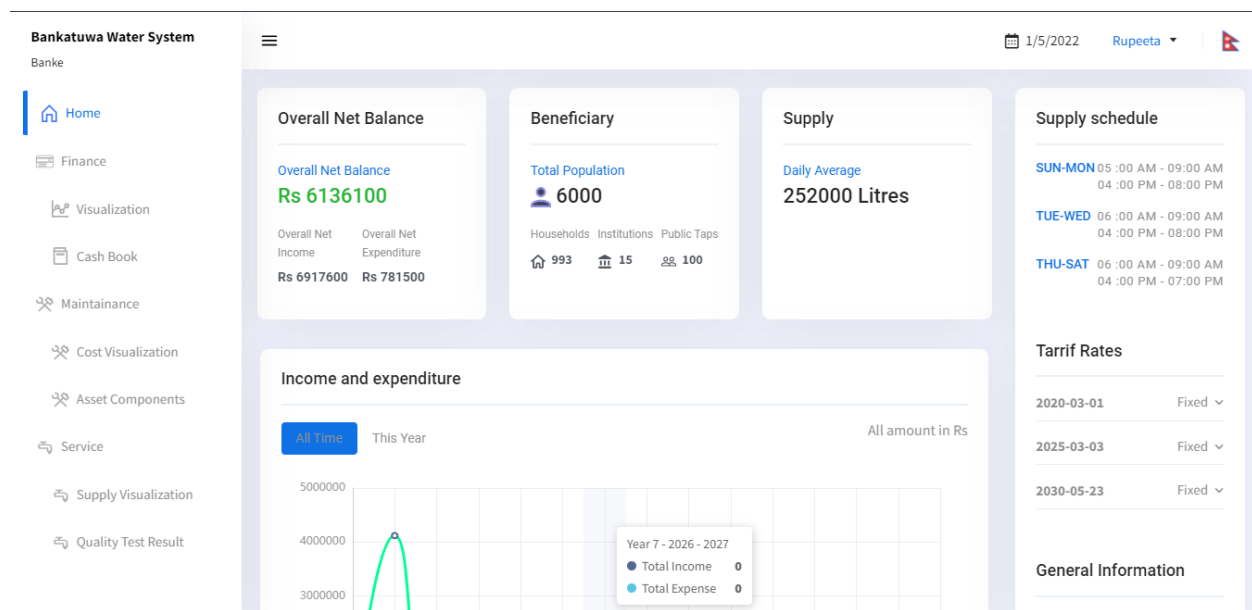 Bankatuwa Water System
Banke
1/5/2022
Rupeeta
Home
Finance
Visualization
Cash Book
Maintainance
Cost Visualization
Asset Components
Service
Supply Visualization
Quality Test Result
Overall Net Balance
Overall Net Balance
Rs 6136100
Overall Net Income
Overall Net Expenditure
Rs 6917600
Rs 781500
Beneficiary
Total Population
6000
Households Institutions Public Taps
993 15 100
Supply
Daily Average
252000 Litres
Income and expenditure
All Time This Year
All amount in Rs
5000000
4000000
3000000
Year 7 - 2026 - 2027
Total Income 0
Total Expense 0
Supply schedule
SUN-MON 05 :00 AM - 09:00 AM
04 :00 PM - 08:00 PM
TUE-WED 06 :00 AM - 09:00 AM
04 :00 PM - 08:00 PM
THU-SAT 06 :00 AM - 09:00 AM
04 :00 PM - 07:00 PM
Tarrif Rates
2020-03-01 Fixed
2025-03-03 Fixed
2030-05-23 Fixed
General Information